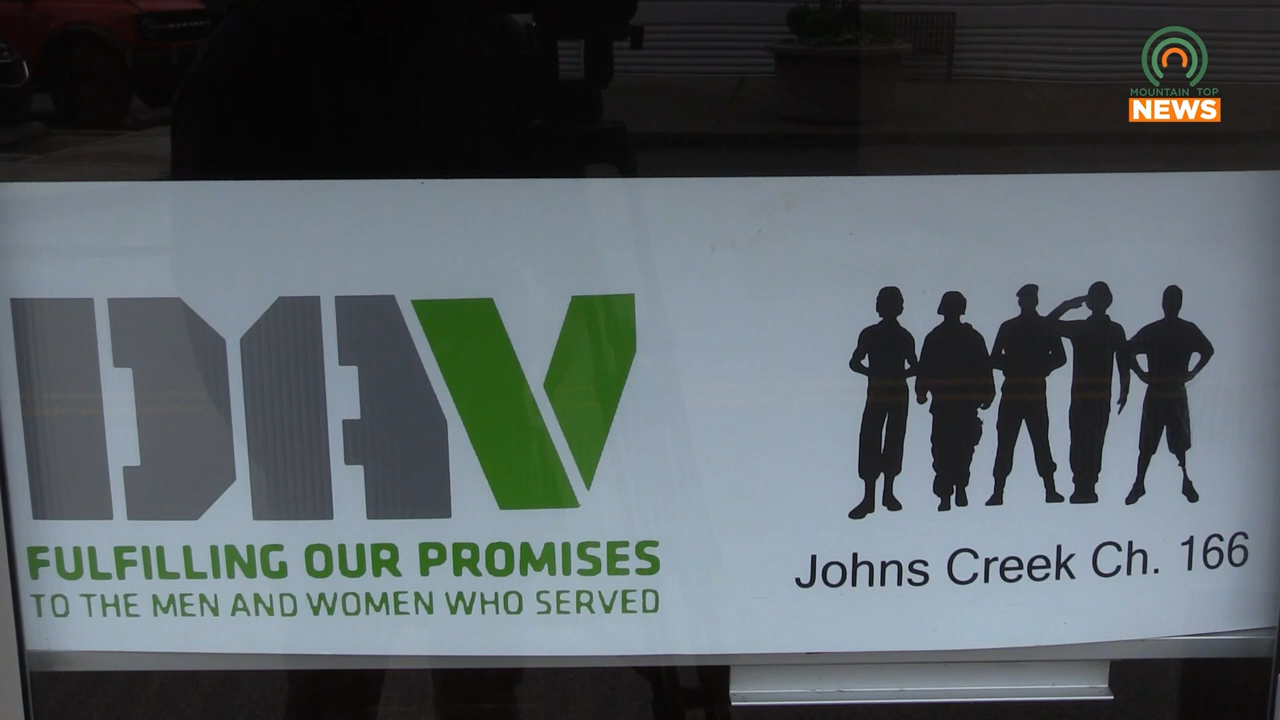 MOUNTAIN TOP
NEWS
DAV
FULFILLING OUR PROMISES
TO THE MEN AND WOMEN WHO SERVED
Johns Creek Ch. 166